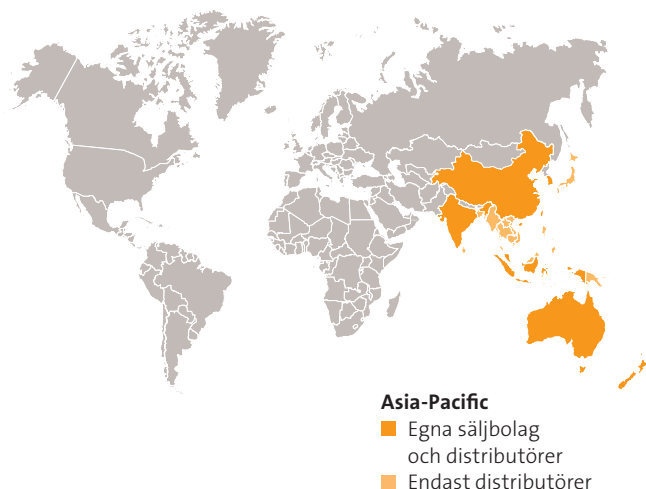 Asia-Pacific
Egna säljbolag
och distributörer
Endast distributörer